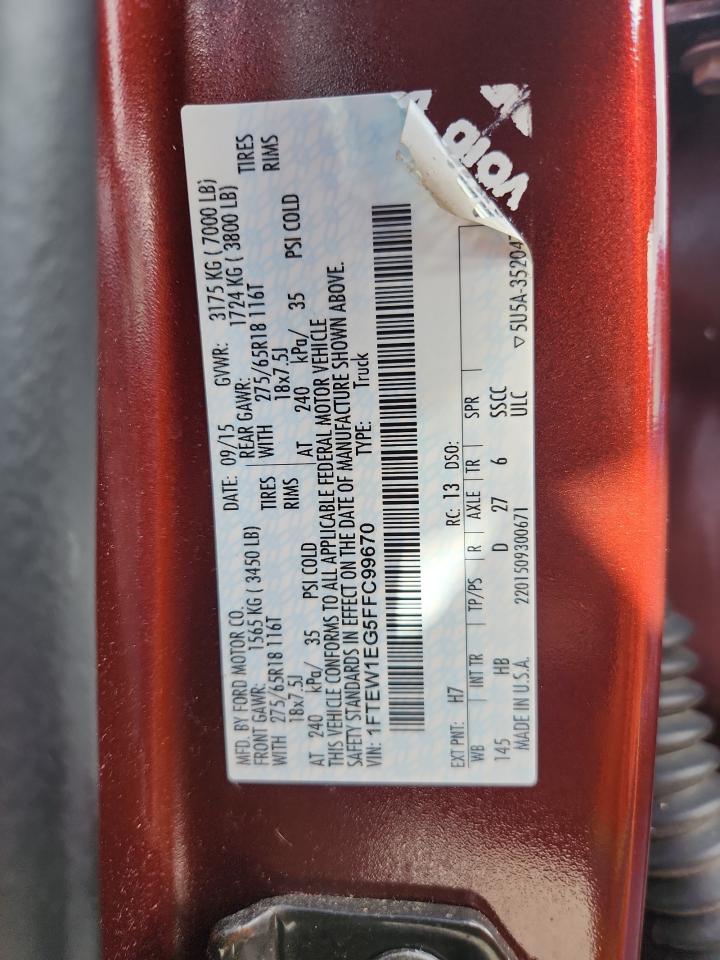 VOID
MFD. BY FORD MOTOR CO. DATE: 09/15 GVWR: 3175 KG ( 7000 LB)
FRONT GAWR: 1565 KG ( 3450 LB) REAR GAWR: 1724 KG ( 3800 LB)
WITH 275/65R18 116T TIRES WITH 275/65R18 116T TIRES
18x7.5J RIMS 18x7.5J RIMS
AT 240 kPa/ 35 PSI COLD AT 240 kPa/ 35 PSI COLD
THIS VEHICLE CONFORMS TO ALL APPLICABLE FEDERAL MOTOR VEHICLE
SAFETY STANDARDS IN EFFECT ON THE DATE OF MANUFACTURE SHOWN ABOVE.
VIN: 1FTEW1EG5FFC99670 TYPE: Truck
EXT PNT: H7 RC: 13 DSO:
WB INT TR TP/PS R AXLE TR SPR
145 HB D 27 6 SSCC
MADE IN U.S.A. 2201509300671 ULC ▽5U5A-35204